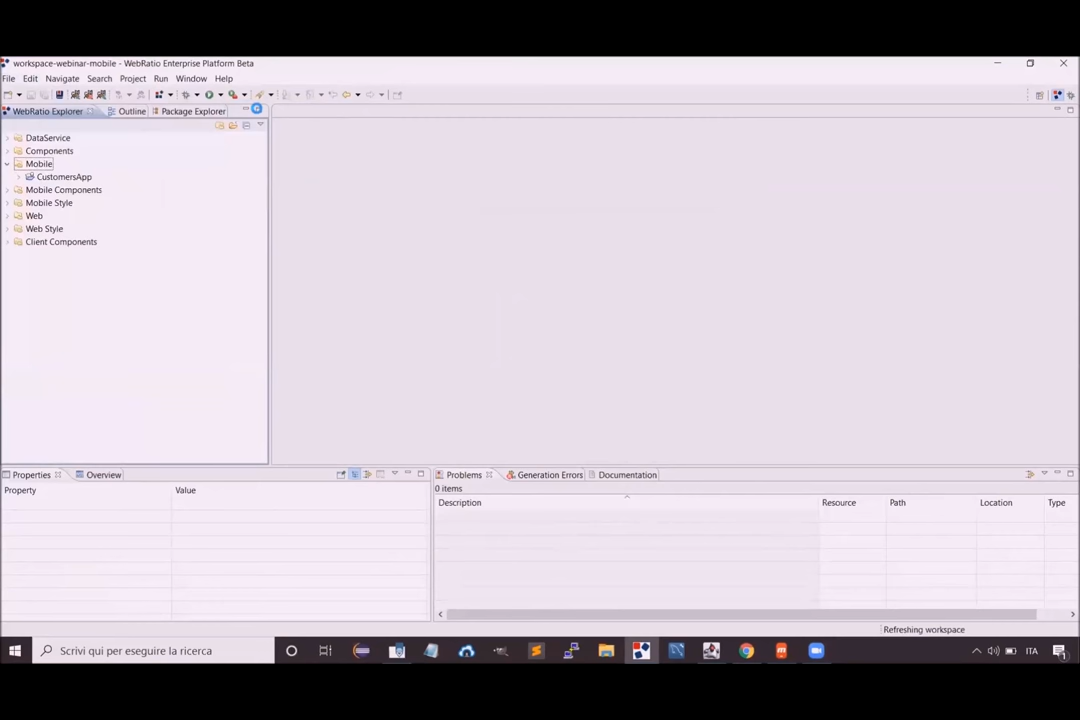 workspace-webinar-mobile - WebRatio Enterprise Platform Beta
File Edit Navigate Search Project Run Window Help
WebRatio Explorer Outline Package Explorer
DataService
Components
Mobile
CustomersApp
Mobile Components
Mobile Style
Web
Web Style
Client Components
Properties Overview
Property Value
Problems Generation Errors Documentation
0 items
Description Resource Path Location Type
Refreshing workspace
Scrivi qui per eseguire la ricerca
ITA
1